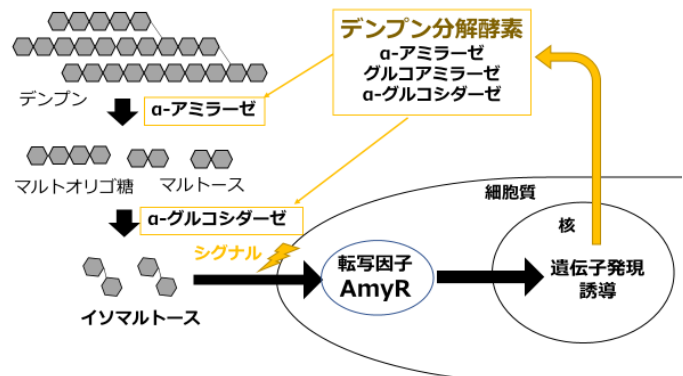 デンプン分解酵素
α-アミラーゼ
グルコアミラーゼ
α-グルコシダーゼ
デンプン
α-アミラーゼ
マルトオリゴ糖
マルトース
α-グルコシダーゼ
細胞質
核
シグナル
転写因子
AmyR
遺伝子発現
誘導
イソマルトース